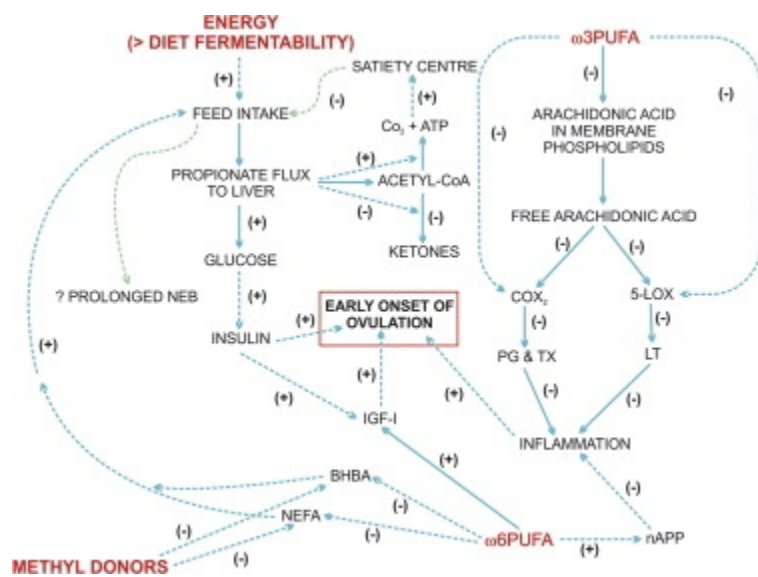 ENERGY
(> DIET FERMENTABILITY)
ω3PUFA
(+)
SATIETY CENTRE
(-)
(-)
(-)
(+)
FEED INTAKE
Co2 + ATP
(-)
ARACHIDONIC ACID
IN MEMBRANE
PHOSPHOLIPIDS
(+)
PROPIONATE FLUX
TO LIVER
ACETYL-CoA
(-)
(-)
FREE ARACHIDONIC ACID
(+)
KETONES
(-)
(-)
GLUCOSE
? PROLONGED NEB
(+)
COX2
5-LOX
EARLY ONSET OF
OVULATION
(+)
(-)
(-)
INSULIN
(+)
PG & TX
LT
(+)
(+)
(+)
(-)
(-)
IGF-I
INFLAMMATION
(+)
BHBA
(-)
NEFA
(-)
(-)
(-)
(-)
ω6PUFA
(+)
nAPP
METHYL DONORS